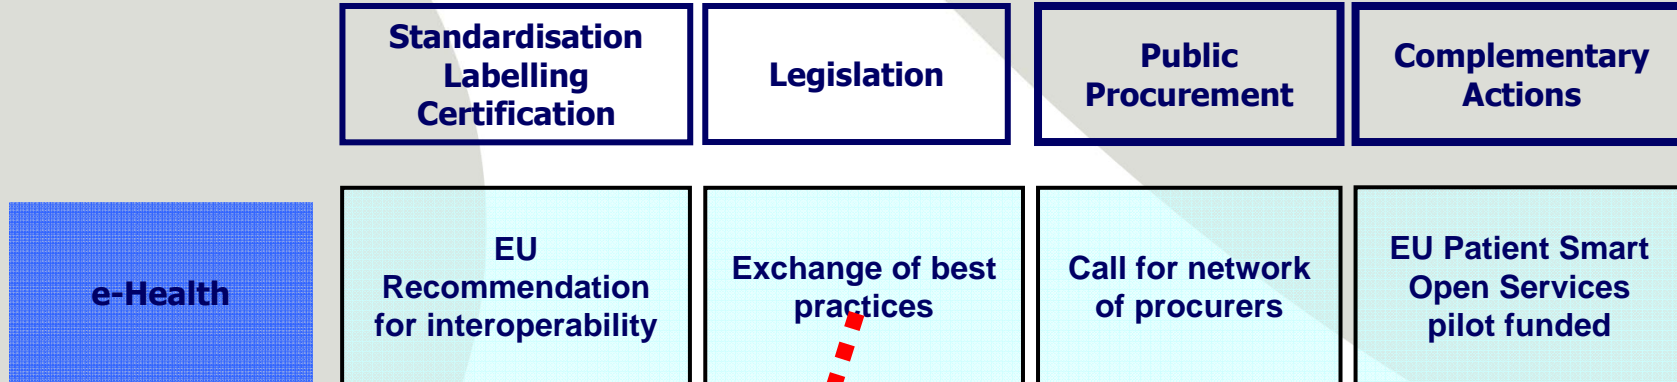 Standardisation
Labelling
Certification
Legislation
Public
Procurement
Complementary
Actions
e-Health
EU
Recommendation
for interoperability
Exchange of best
practices
Call for network
of procurers
EU Patient Smart
Open Services
pilot funded